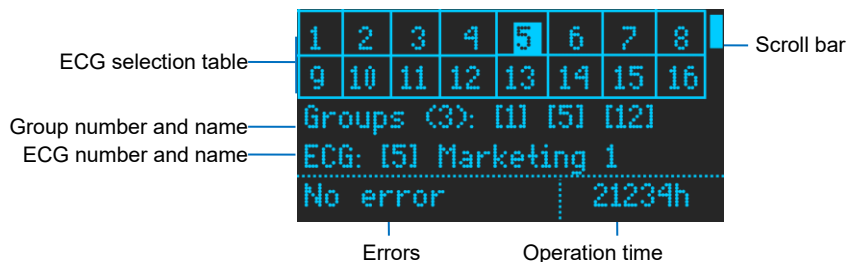 1 2 3 4 5 6 7 8
Scroll bar
ECG selection table
9 10 11 12 13 14 15 16
Group number and name
Groups (3): [1] [5] [12]
ECG number and name
ECG: [5] Marketing 1
No error 21234h
Errors Operation time